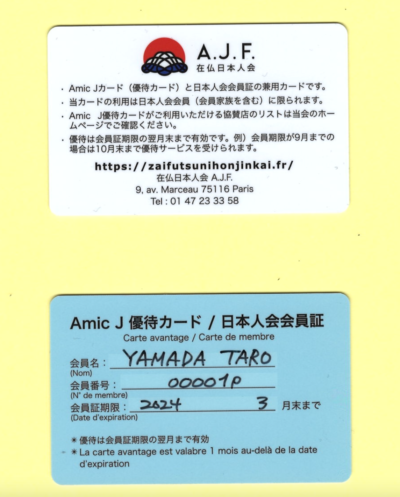 A.J.F.
在仏日本人会
・Amic Jカード（優待カード）と日本人会会員証の兼用カードです。
・当カードの利用は日本人会会員（会員家族を含む）に限られます。
・Amic J優待カードがご利用いただける協賛店のリストは当会のホー
ムページでご確認ください。
・優待は会員証期限の翌月末まで有効です。例）会員期限が9月までの
場合は10月末まで優待サービスを受けられます。
https://zaifutsunihonjinkai.fr/
在仏日本人会 A.J.F.
9, av. Marceau 75116 Paris
Tel : 01 47 23 33 58
Amic J 優待カード / 日本人会会員証
Carte avantage / Carte de membre
会員名： YAMADA TARO
(Nom)
会員番号： 00001P
(N° de membre)
会員証期限： 2024 3 月末まで
(Date d'expiration)
＊優待は会員証期限の翌月まで有効
＊La carte avantage est valabre 1 mois au-delà de la date
d'expiration